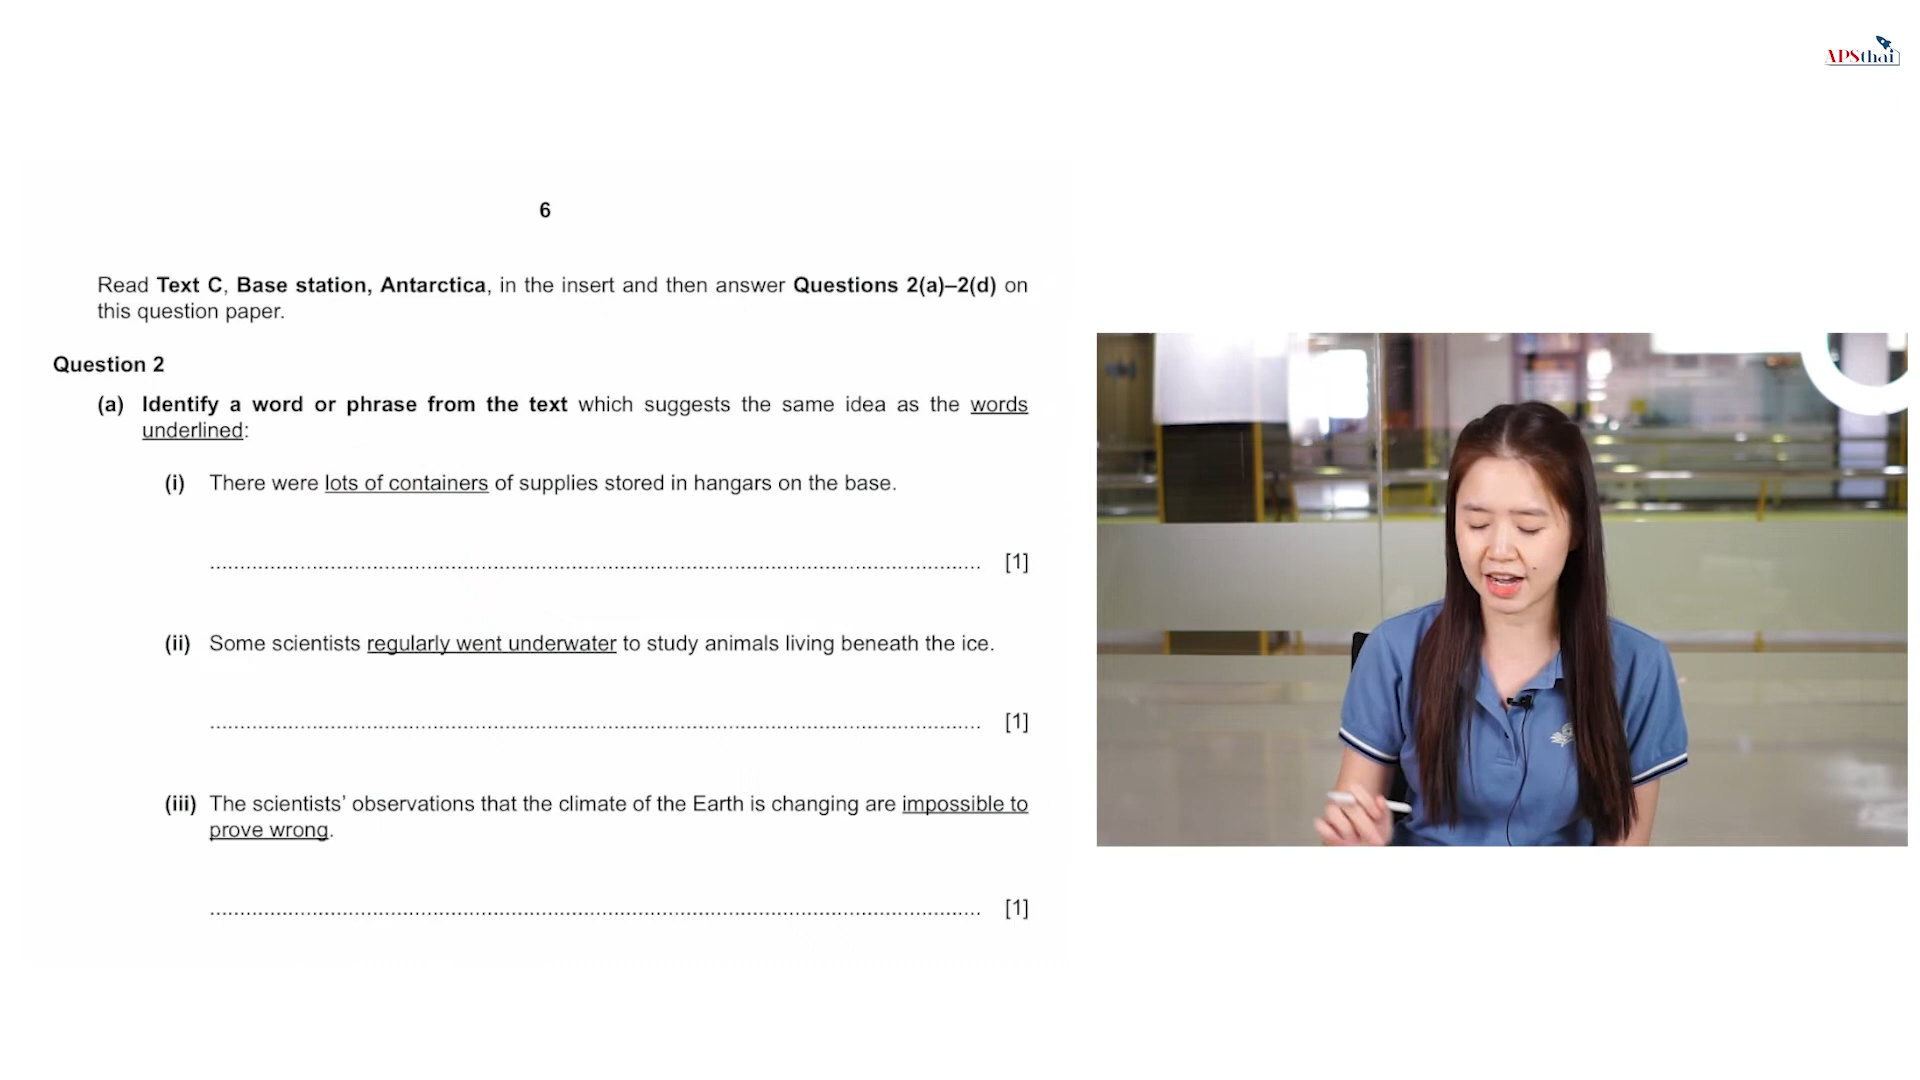 APSthai
6
Read Text C, Base station, Antarctica, in the insert and then answer Questions 2(a)–2(d) on
this question paper.
Question 2
(a) Identify a word or phrase from the text which suggests the same idea as the words
underlined:
(i) There were lots of containers of supplies stored in hangars on the base.
.................................................................................................................................. [1]
(ii) Some scientists regularly went underwater to study animals living beneath the ice.
.................................................................................................................................. [1]
(iii) The scientists’ observations that the climate of the Earth is changing are impossible to
prove wrong.
.................................................................................................................................. [1]